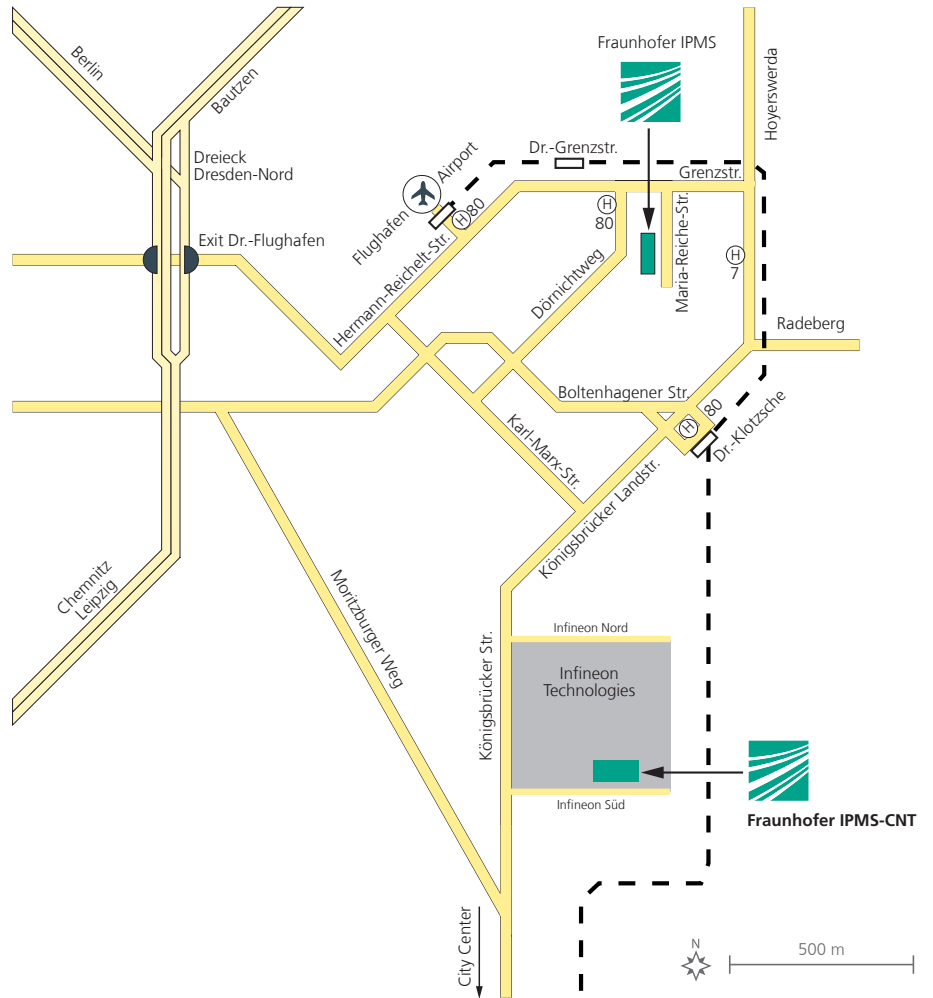 Fraunhofer IPMS
Berlin
Bautzen
Hoyerswerda
Dr.-Grenzstr.
Dreieck
Dresden-Nord
Airport
Flughafen
Grenzstr.
H
80
H
80
Exit Dr.-Flughafen
Hermann-Reichelt-Str.
Dörnichtweg
Maria-Reiche-Str.
H
7
Radeberg
Boltenhagener Str.
H
80
Dr.-Klotzsche
Karl-Marx-Str.
Königsbrücker Landstr.
Chemnitz
Leipzig
Moritzburger Weg
Königsbrücker Str.
Infineon Nord
Infineon
Technologies
Infineon Süd
Fraunhofer IPMS-CNT
City Center
N
500 m